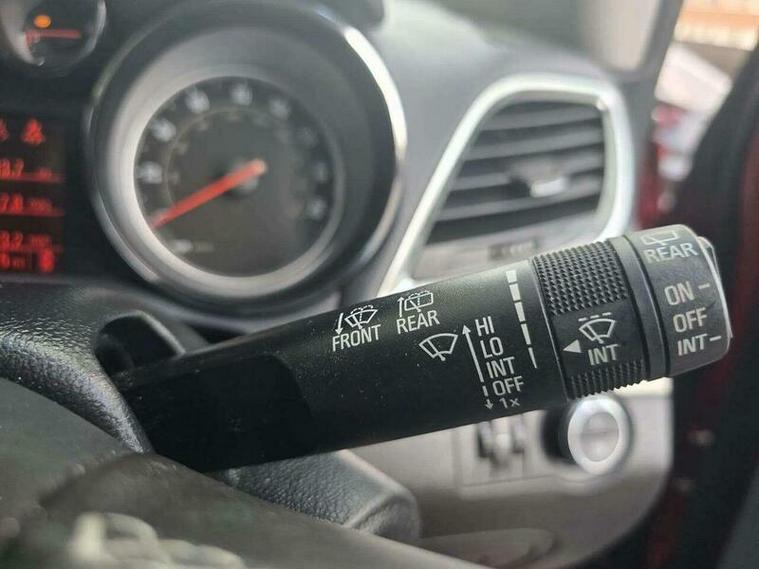 FRONT
REAR
HI
LO
INT
OFF
1x
INT
REAR
ON
OFF
INT